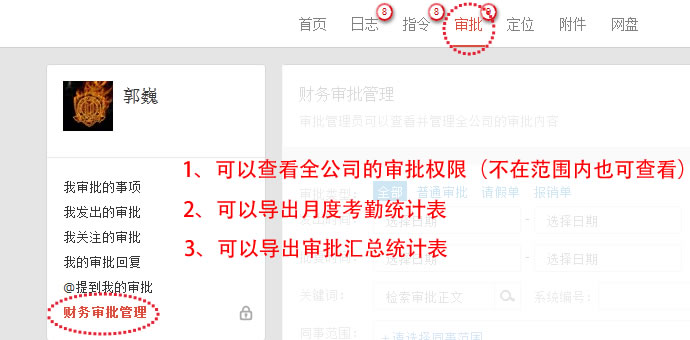 首页 日志 8 指令 8 审批 定位 附件 网盘
郭巍
财务审批管理
审批管理员可以查看并管理全公司的审批内容
1、可以查看全公司的审批权限（不在范围内也可查看）
我审批的事项
全部 普通审批 请假单 报销单
我发出的审批
2、可以导出月度考勤统计表
选择日期 - 选择日期
我关注的审批
3、可以导出审批汇总统计表
选择日期 - 选择日期
我的审批回复
@提到我的审批
关键词： 检索审批正文 系统编号：
财务审批管理
同事范围： +请选择同事范围